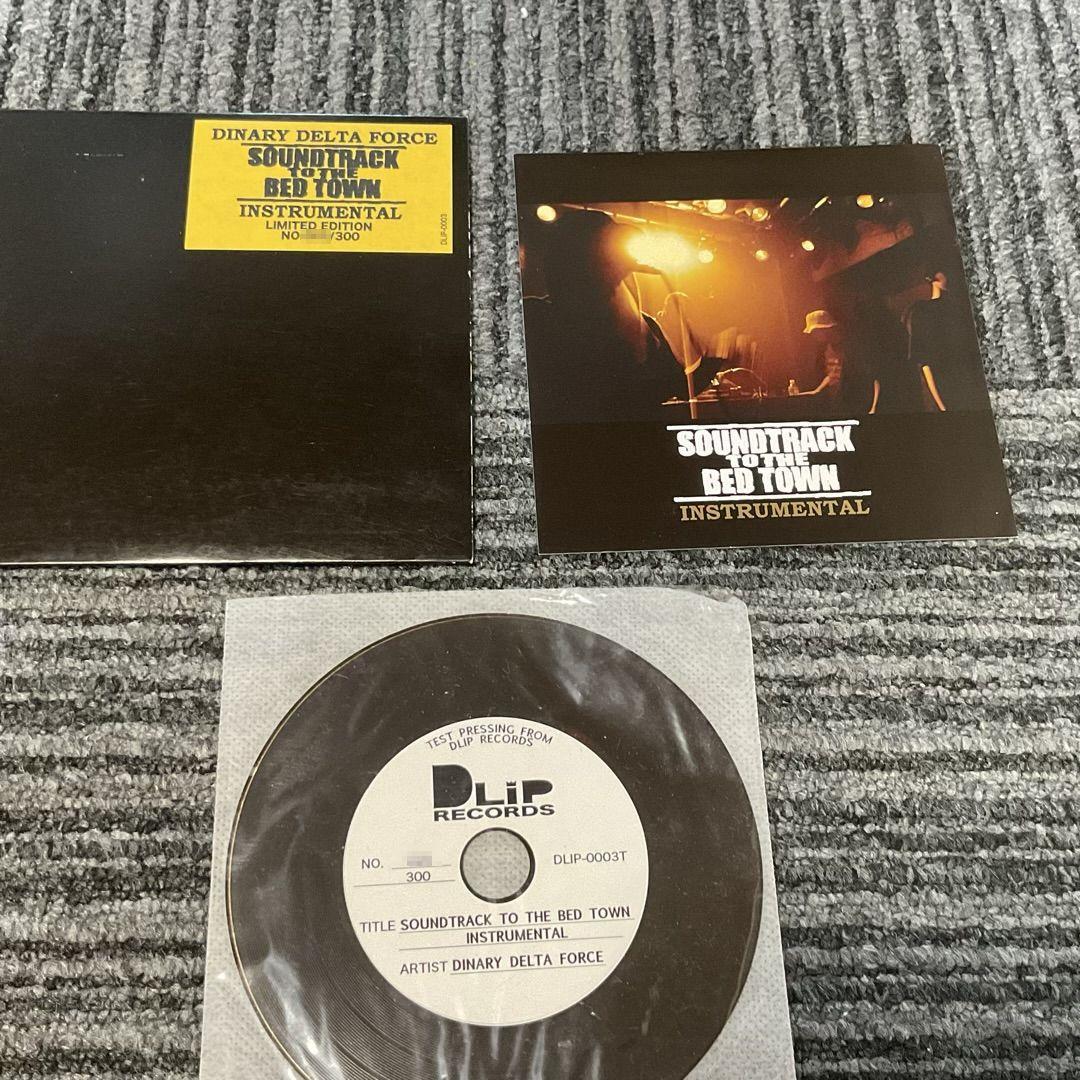 DINARY DELTA FORCE
SOUNDTRACK
TO THE
BED TOWN
INSTRUMENTAL
LIMITED EDITION
NO /300
DLIP-0003
SOUNDTRACK
TO THE
BED TOWN
INSTRUMENTAL
TEST PRESSING FROM
DLIP RECORDS
DLIP
RECORDS
NO.
300
DLIP-0003T
TITLE SOUNDTRACK TO THE BED TOWN
INSTRUMENTAL
ARTIST DINARY DELTA FORCE